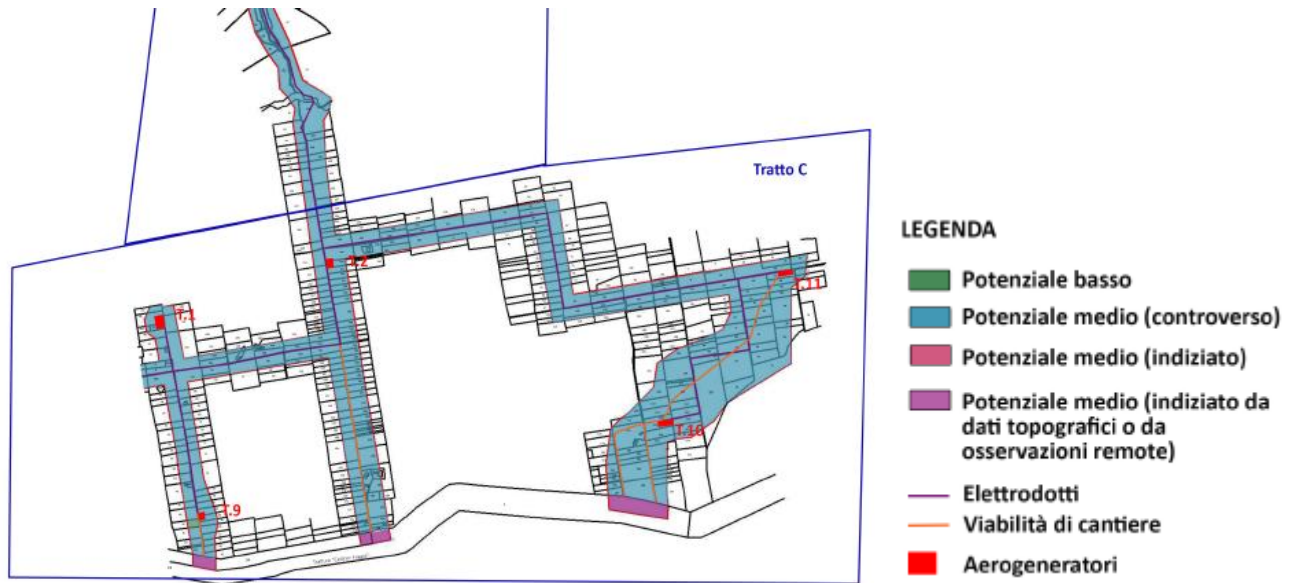 Tratto C
T.2
T.11
T.1
T.10
T.9
LEGENDA
Potenziale basso
Potenziale medio (controverso)
Potenziale medio (indiziato)
Potenziale medio (indiziato da
dati topografici o da
osservazioni remote)
Elettrodotti
Viabilità di cantiere
Aerogeneratori